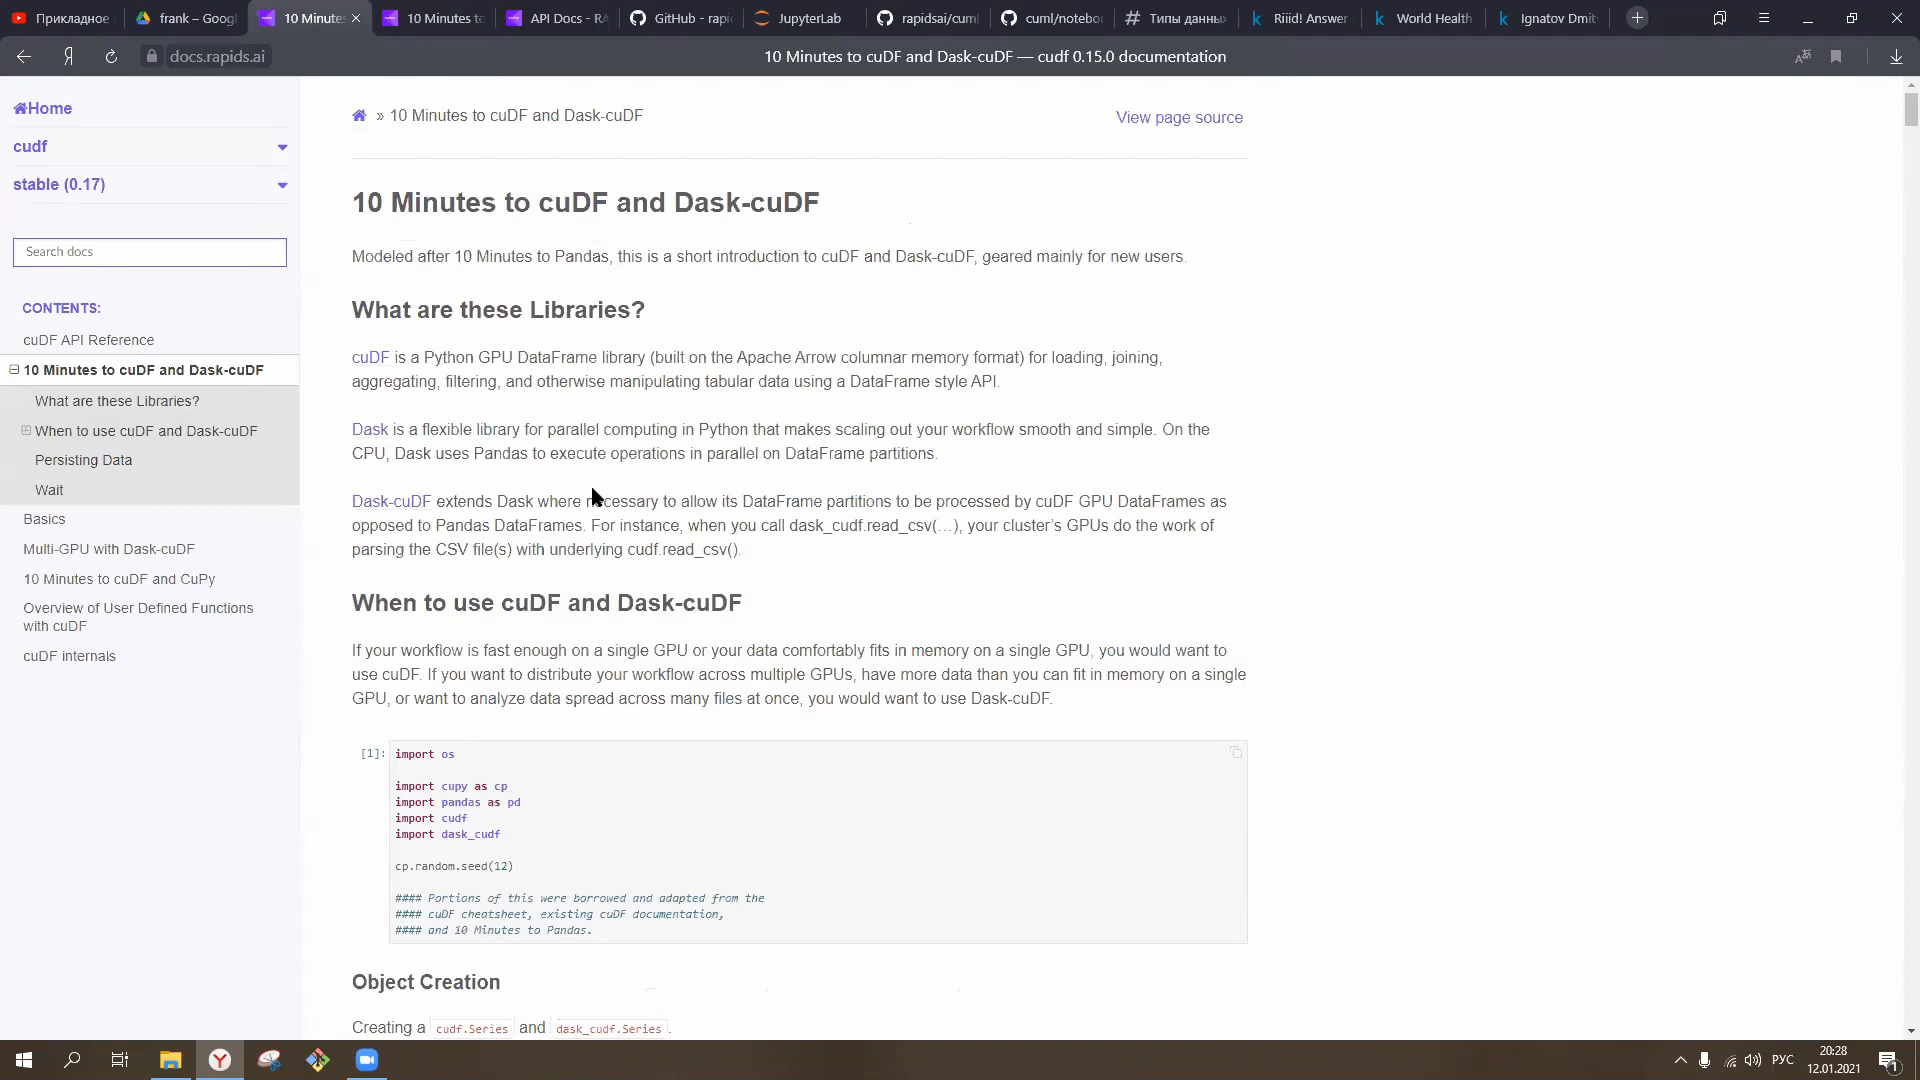 Прикладное
frank – Goog
10 Minutes
10 Minutes to
API Docs - RA
GitHub - rapi
JupyterLab
rapidsai/cuml
cuml/notebo
Типы данны
Riiid! Answer
World Health
Ignatov Dmit
docs.rapids.ai
10 Minutes to cuDF and Dask-cuDF — cudf 0.15.0 documentation
Home
cudf
stable (0.17)
Search docs
CONTENTS:
cuDF API Reference
10 Minutes to cuDF and Dask-cuDF
What are these Libraries?
When to use cuDF and Dask-cuDF
Persisting Data
Wait
Basics
Multi-GPU with Dask-cuDF
10 Minutes to cuDF and CuPy
Overview of User Defined Functions
with cuDF
cuDF internals
» 10 Minutes to cuDF and Dask-cuDF
View page source
10 Minutes to cuDF and Dask-cuDF
Modeled after 10 Minutes to Pandas, this is a short introduction to cuDF and Dask-cuDF, geared mainly for new users.
What are these Libraries?
cuDF is a Python GPU DataFrame library (built on the Apache Arrow columnar memory format) for loading, joining,
aggregating, filtering, and otherwise manipulating tabular data using a DataFrame style API.
Dask is a flexible library for parallel computing in Python that makes scaling out your workflow smooth and simple. On the
CPU, Dask uses Pandas to execute operations in parallel on DataFrame partitions.
Dask-cuDF extends Dask where necessary to allow its DataFrame partitions to be processed by cuDF GPU DataFrames as
opposed to Pandas DataFrames. For instance, when you call dask_cudf.read_csv(…), your cluster’s GPUs do the work of
parsing the CSV file(s) with underlying cudf.read_csv().
When to use cuDF and Dask-cuDF
If your workflow is fast enough on a single GPU or your data comfortably fits in memory on a single GPU, you would want to
use cuDF. If you want to distribute your workflow across multiple GPUs, have more data than you can fit in memory on a single
GPU, or want to analyze data spread across many files at once, you would want to use Dask-cuDF.
[1]: import os
import cupy as cp
import pandas as pd
import cudf
import dask_cudf
cp.random.seed(12)
#### Portions of this were borrowed and adapted from the
#### cuDF cheatsheet, existing cuDF documentation,
#### and 10 Minutes to Pandas.
Object Creation
Creating a cudf.Series and dask_cudf.Series.
РУС
20:28
12.01.2021
1